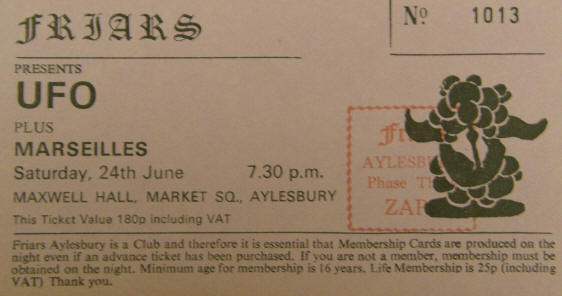 FRIARS
No 1013
PRESENTS
UFO
PLUS
MARSEILLES
Saturday, 24th June 7.30 p.m.
MAXWELL HALL, MARKET SQ., AYLESBURY
This Ticket Value 180p including VAT
AYLESB
Phase
ZA
Friars Aylesbury is a Club and therefore it is essential that Membership Cards are produced on the
night even if an advance ticket has been purchased. If you are not a member, membership must be
obtained on the night. Minimum age for membership is 16 years. Life Membership is 25p (including
VAT) Thank you.